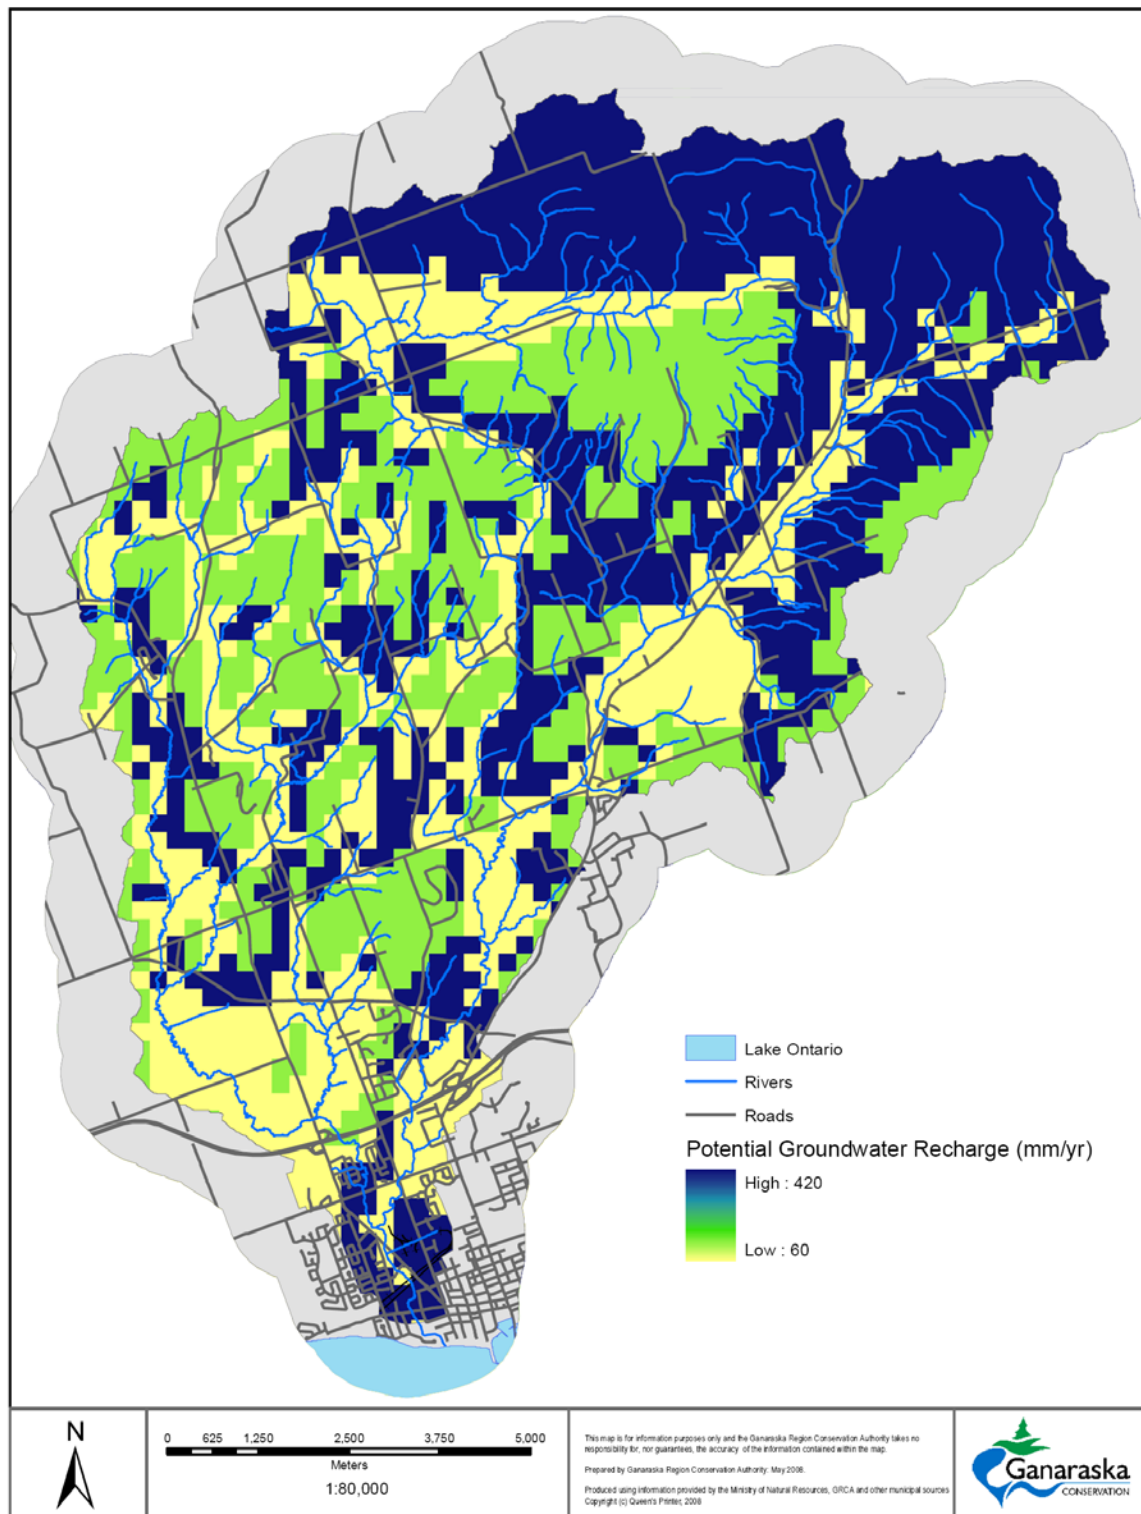 Lake Ontario
Rivers
Roads
Potential Groundwater Recharge (mm/yr)
High : 420
Low : 60
N
0 625 1,250 2,500 3,750 5,000
Meters
1:80,000
This map is for information purposes only and the Ganaraska Region Conservation Authority takes no
responsibility for, nor guarantees, the accuracy of the information contained within the map.
Prepared by Ganaraska Region Conservation Authority: May 2008.
Produced using information provided by the Ministry of Natural Resources, GRCA and other municipal sources
Copyright (c) Queen's Printer, 2008
Ganaraska
CONSERVATION